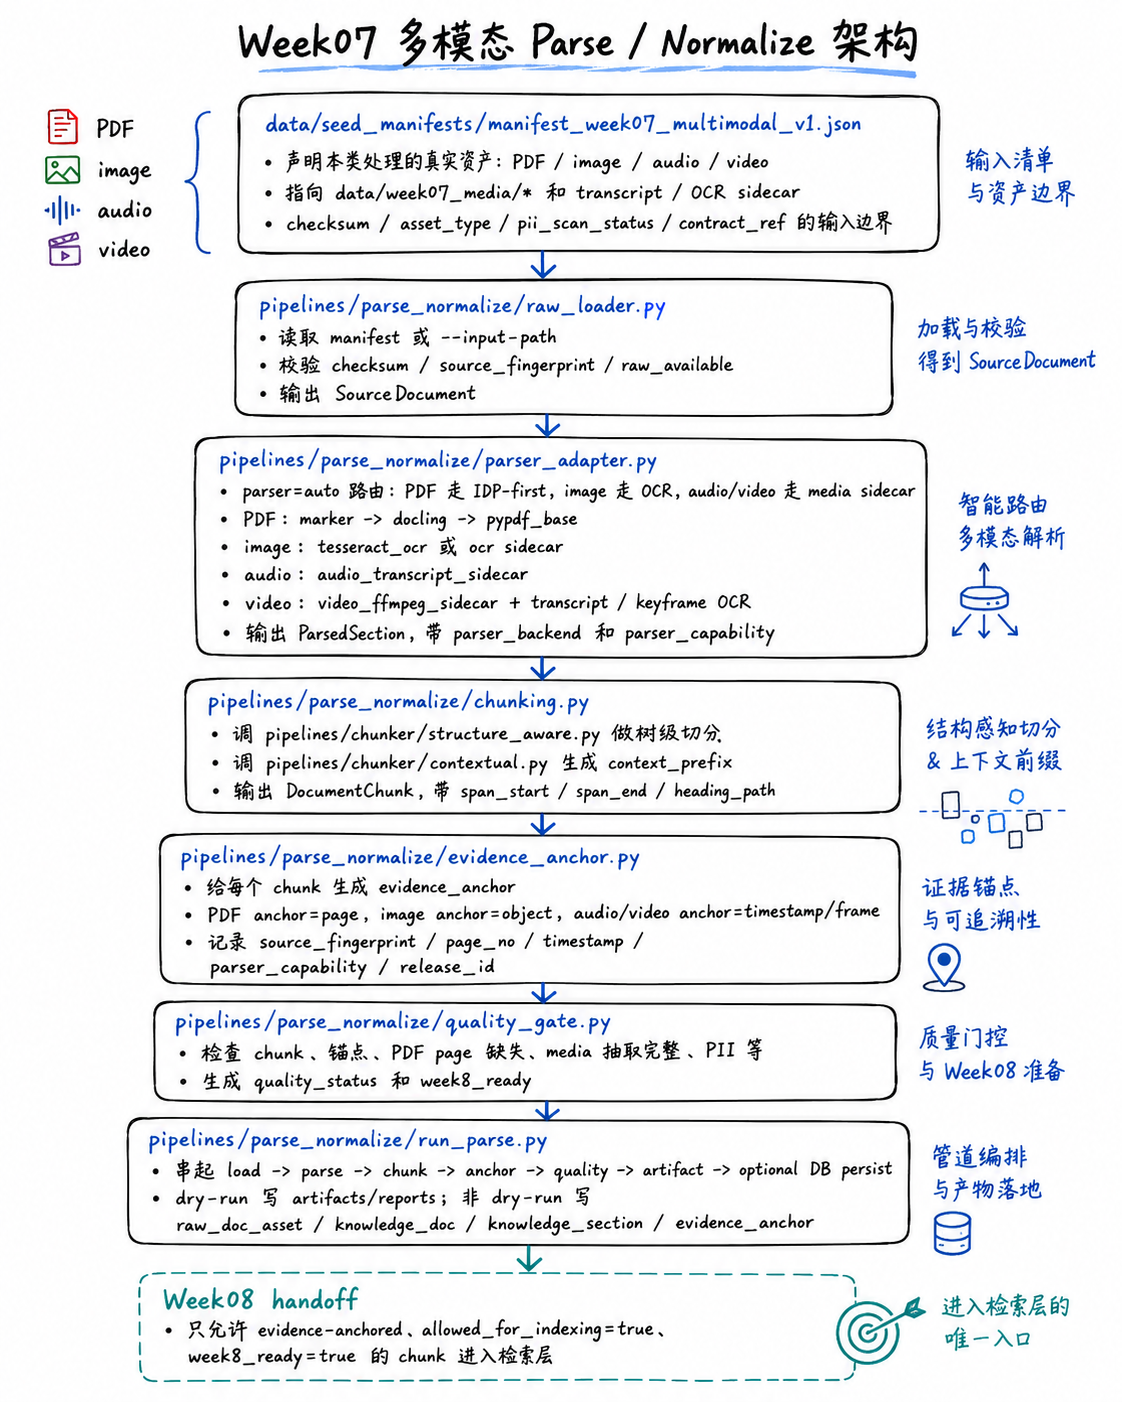 Week07 多模态 Parse / Normalize 架构
PDF
image
audio
video
data/seed_manifests/manifest_week07_multimodal_v1.json
• 声明本类处理的真实资产: PDF / image / audio / video
• 指向 data/week07_media/* 和 transcript / OCR sidecar
• checksum / asset_type / pii_scan_status / contract_ref 的输入边界
输入清单
与资产边界
pipelines/parse_normalize/raw_loader.py
• 读取 manifest 或 --input-path
• 校验 checksum / source_fingerprint / raw_available
• 输出 SourceDocument
加载与校验
得到 SourceDocument
pipelines/parse_normalize/parser_adapter.py
• parser=auto 路由: PDF 走 IDP-first, image 走 OCR, audio/video 走 media sidecar
• PDF: marker -> docling -> pypdf_base
• image: tesseract_ocr 或 ocr sidecar
• audio: audio_transcript_sidecar
• video: video_ffmpeg_sidecar + transcript / keyframe OCR
• 输出 ParsedSection, 带 parser_backend 和 parser_capability
智能路由
多模态解析
pipelines/parse_normalize/chunking.py
• 调 pipelines/chunker/structure_aware.py 做树级切分
• 调 pipelines/chunker/contextual.py 生成 context_prefix
• 输出 DocumentChunk, 带 span_start / span_end / heading_path
结构感知切分
& 上下文前缀
pipelines/parse_normalize/evidence_anchor.py
• 给每个 chunk 生成 evidence_anchor
• PDF anchor=page, image anchor=object, audio/video anchor=timestamp/frame
• 记录 source_fingerprint / page_no / timestamp /
parser_capability / release_id
证据锚点
与可追溯性
pipelines/parse_normalize/quality_gate.py
• 检查 chunk、锚点、PDF page 缺失、media 抽取完整、PII 等
• 生成 quality_status 和 week8_ready
质量门控
与 Week08 准备
pipelines/parse_normalize/run_parse.py
• 串起 load -> parse -> chunk -> anchor -> quality -> artifact -> optional DB persist
• dry-run 写 artifacts/reports; 非 dry-run 写
raw_doc_asset / knowledge_doc / knowledge_section / evidence_anchor
管道编排
与产物落地
Week08 handoff
• 只允许 evidence-anchored、allowed_for_indexing=true、
week8_ready=true 的 chunk 进入检索层
进入检索层的
唯一入口